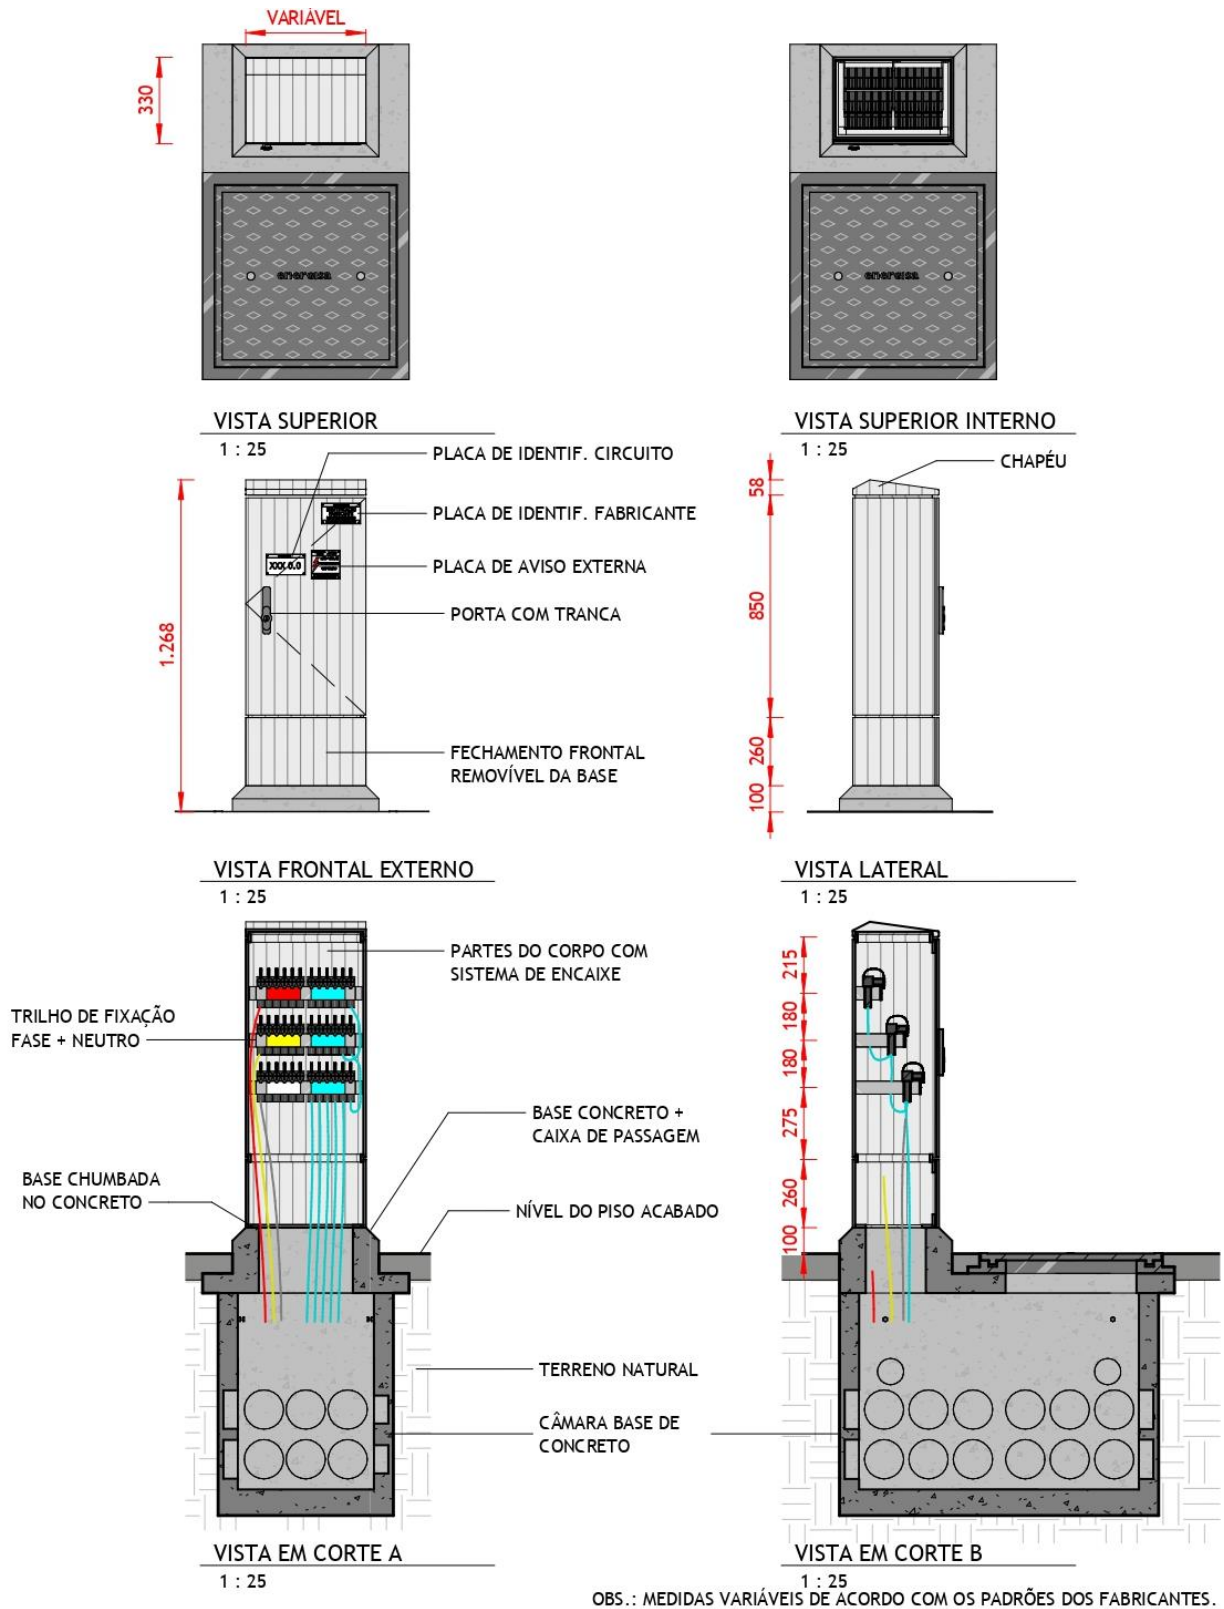 VARIÁVEL
330
energisa
energisa
VISTA SUPERIOR
1 : 25
VISTA SUPERIOR INTERNO
1 : 25
PLACA DE IDENTIF. CIRCUITO
PLACA DE IDENTIF. FABRICANTE
XXX.0.0
PLACA DE AVISO EXTERNA
PORTA COM TRANCA
1.268
FECHAMENTO FRONTAL
REMOVÍVEL DA BASE
CHAPÉU
58
850
260
100
VISTA FRONTAL EXTERNO
1 : 25
VISTA LATERAL
1 : 25
PARTES DO CORPO COM
SISTEMA DE ENCAIXE
TRILHO DE FIXAÇÃO
FASE + NEUTRO
BASE CONCRETO +
CAIXA DE PASSAGEM
BASE CHUMBADA
NO CONCRETO
NÍVEL DO PISO ACABADO
215
180
180
275
260
100
TERRENO NATURAL
CÂMARA BASE DE
CONCRETO
VISTA EM CORTE A
1 : 25
VISTA EM CORTE B
1 : 25
OBS.: MEDIDAS VARIÁVEIS DE ACORDO COM OS PADRÕES DOS FABRICANTES.